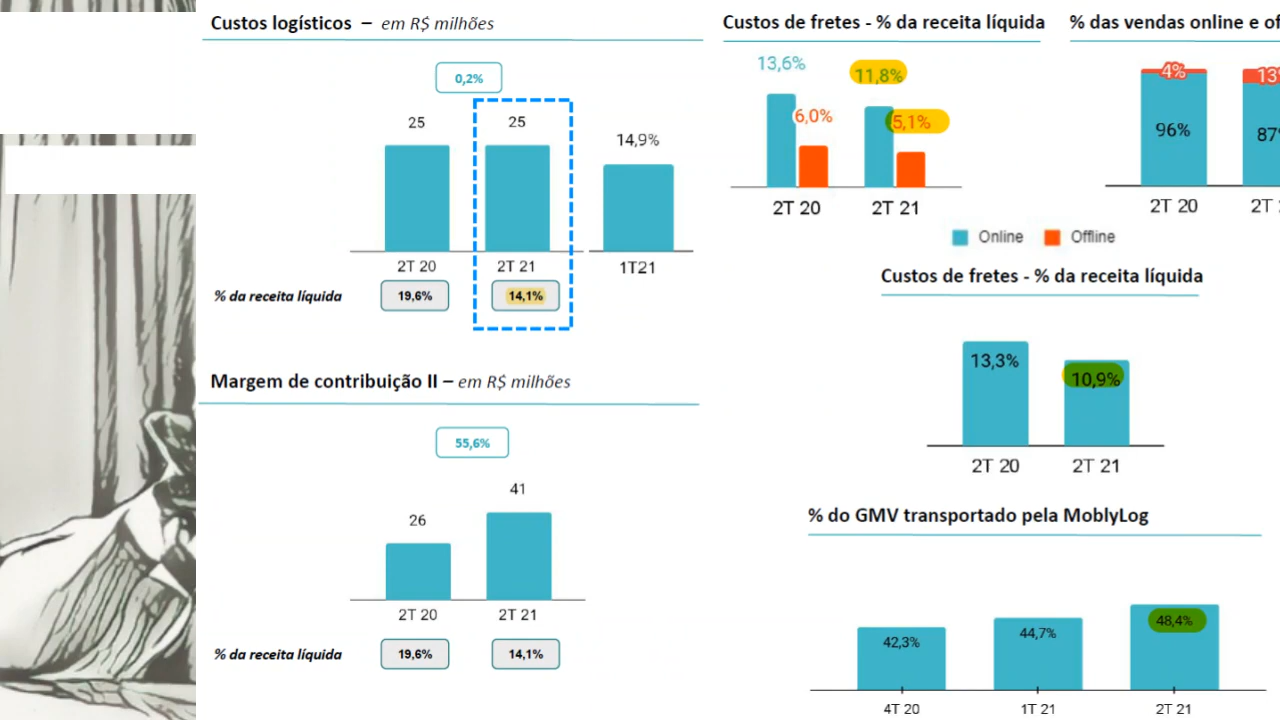 Custos logísticos – em R$ milhões
0,2%
25
25
14,9%
2T 20
2T 21
1T21
% da receita líquida
19,6%
14,1%
Margem de contribuição II – em R$ milhões
55,6%
26
41
2T 20
2T 21
% da receita líquida
19,6%
14,1%
Custos de fretes - % da receita líquida
13,6%
11,8%
6,0%
5,1%
2T 20
2T 21
% das vendas online e of
4%
13%
96%
87%
2T 20
2T 2
Online
Offline
Custos de fretes - % da receita líquida
13,3%
10,9%
2T 20
2T 21
% do GMV transportado pela MoblyLog
42,3%
44,7%
48,4%
4T 20
1T 21
2T 21